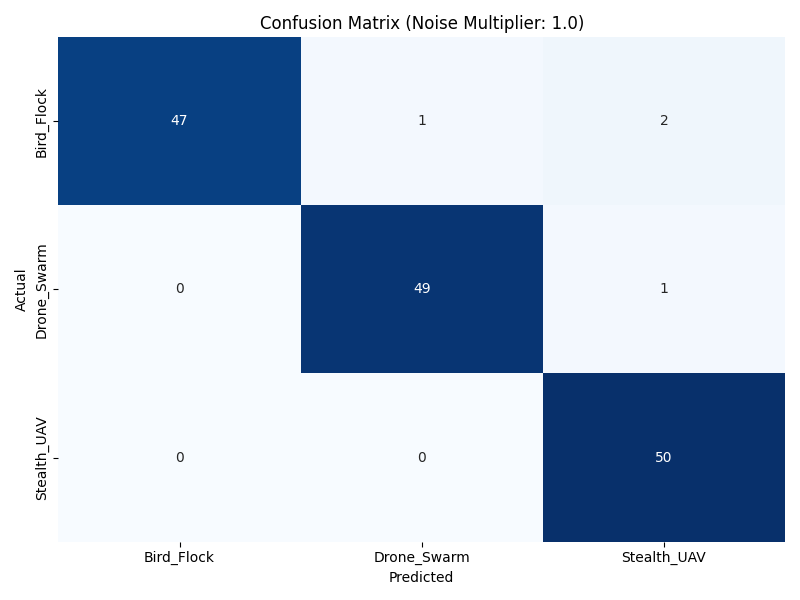 Confusion Matrix (Noise Multiplier: 1.0)
Actual
Bird_Flock
47 1 2
Drone_Swarm
0 49 1
Stealth_UAV
0 0 50
Bird_Flock Drone_Swarm Stealth_UAV
Predicted